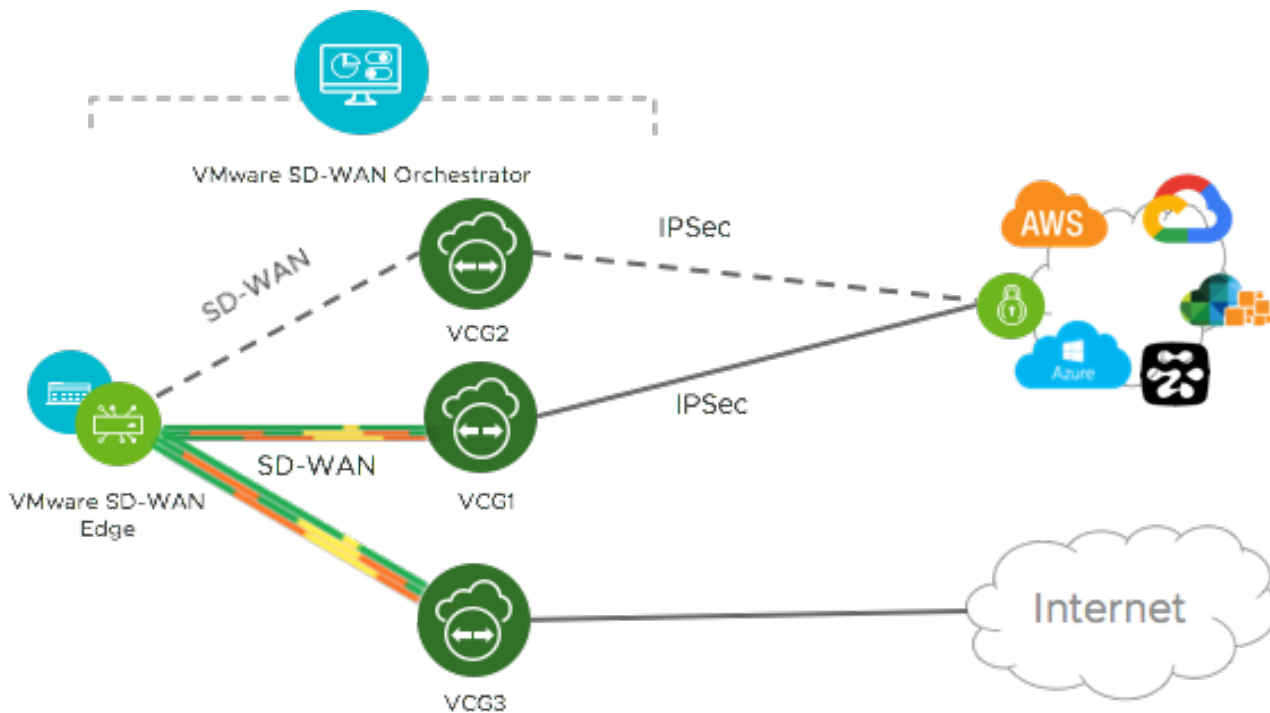 VMware SD-WAN Orchestrator
IPSec
AWS
SD-WAN
VCG2
Azure
IPSec
SD-WAN
VMware SD-WAN
Edge
VCG1
Internet
VCG3